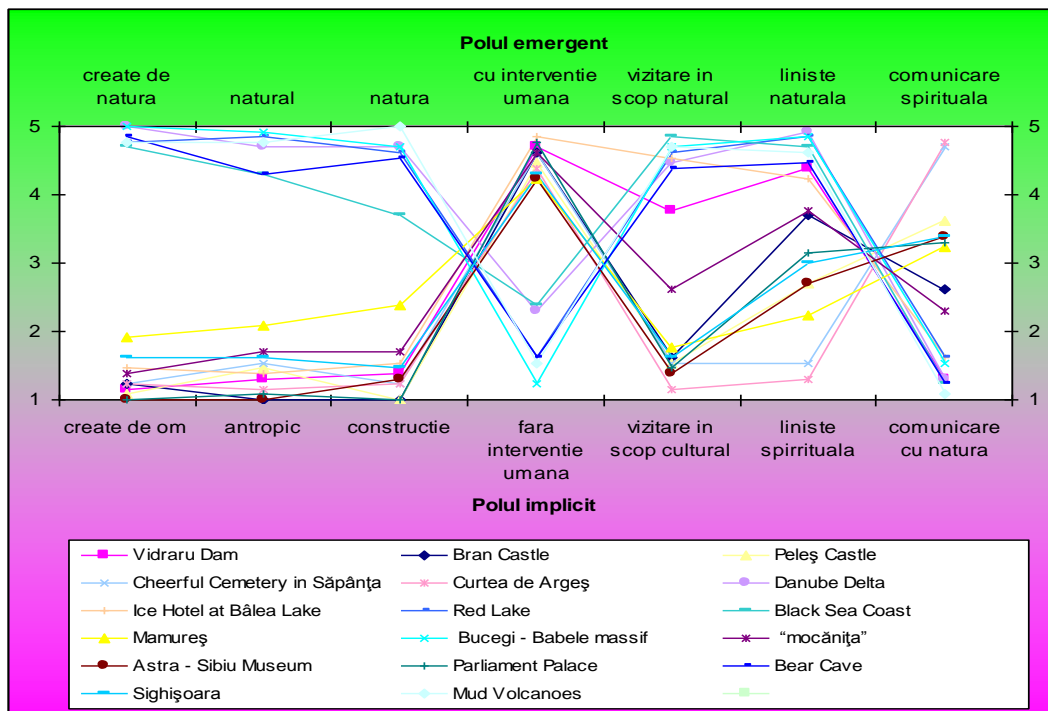 Polul emergent
create de natura
natural
natura
cu interventie umana
vizitare in scop natural
liniste naturala
comunicare spirituala
5
4
3
2
1
5
4
3
2
1
create de om
antropic
constructie
fara interventie umana
vizitare in scop cultural
liniste spirrituala
comunicare cu natura
Polul implicit
Vidraru Dam
Bran Castle
Peleş Castle
Cheerful Cemetery in Săpânţa
Curtea de Argeş
Danube Delta
Ice Hotel at Bâlea Lake
Red Lake
Black Sea Coast
Mamureş
Bucegi - Babele massif
“mocăniţa”
Astra - Sibiu Museum
Parliament Palace
Bear Cave
Sighişoara
Mud Volcanoes